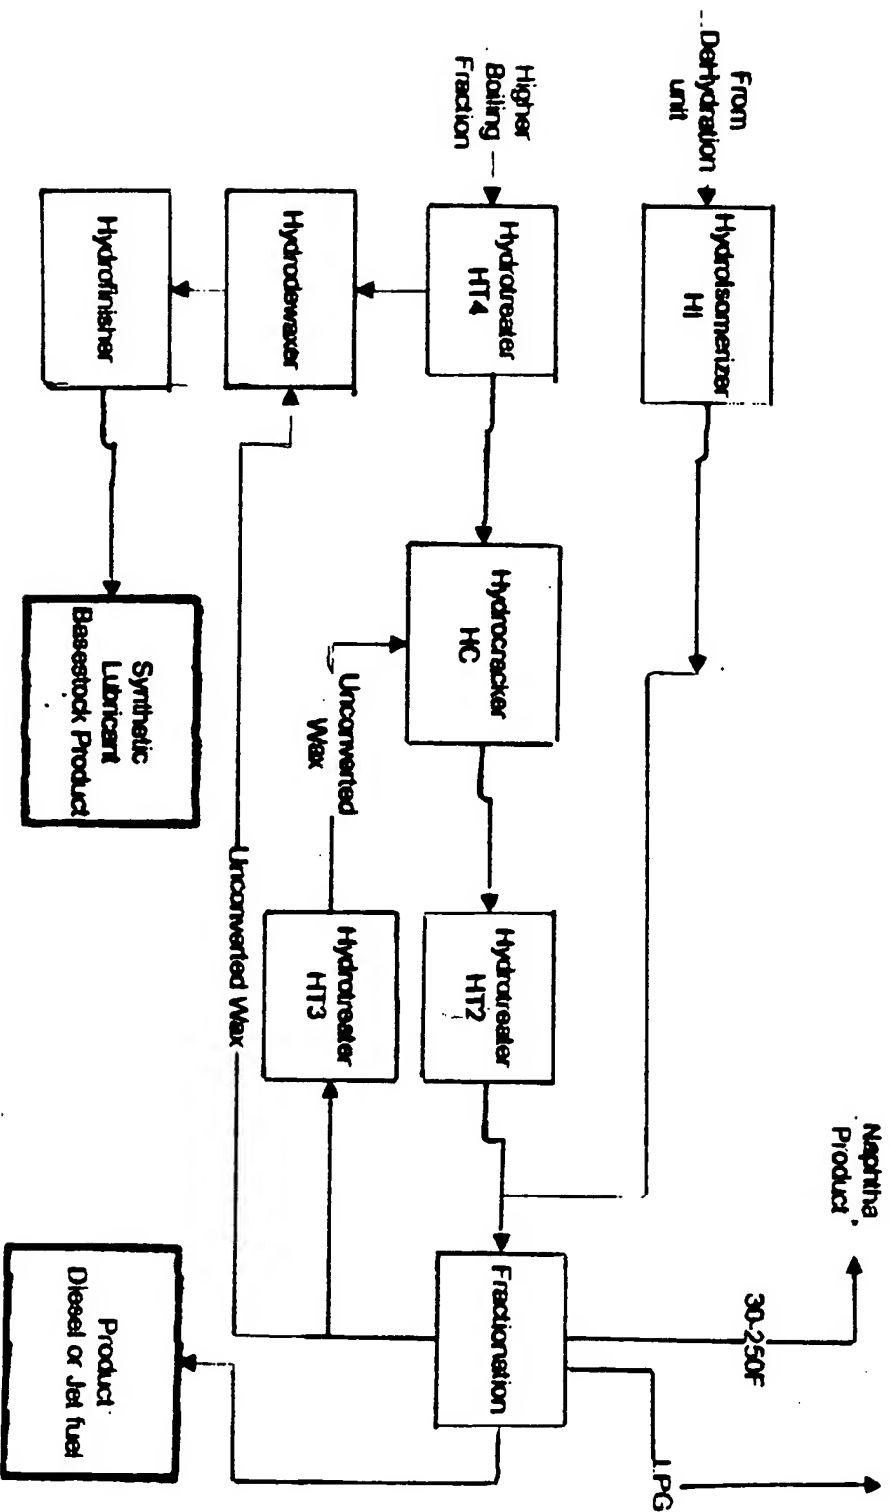 From
DeHydration
unit
HydroIsomerizer
HI
Higher
Boiling
Fraction
Hydrotreater
HT4
Hydrodewaxer
Hydrofinisher
Hydrocracker
HC
Unconverted
Wax
Synthetic
Lubricant
Basestock Product
Unconverted Wax
Hydrotreater
HT2
Hydrotreater
HT3
Naphtha
Product
30-250F
LPG
Fractionation
Product
Diesel or Jet fuel